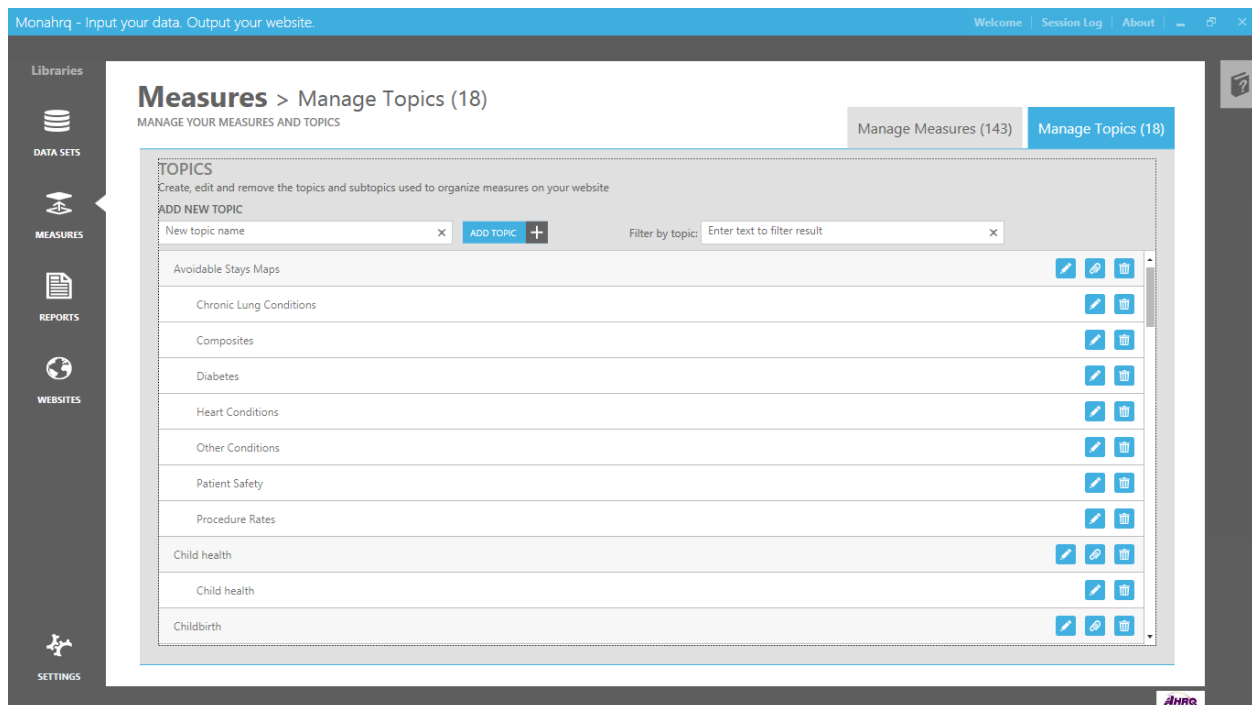 Monahrq - Input your data. Output your website.
Welcome | Session Log | About
Libraries
DATA SETS
MEASURES
REPORTS
WEBSITES
SETTINGS
Measures > Manage Topics (18)
MANAGE YOUR MEASURES AND TOPICS
Manage Measures (143)
Manage Topics (18)
TOPICS
Create, edit and remove the topics and subtopics used to organize measures on your website
ADD NEW TOPIC
New topic name
ADD TOPIC
Filter by topic: Enter text to filter result
Avoidable Stays Maps
Chronic Lung Conditions
Composites
Diabetes
Heart Conditions
Other Conditions
Patient Safety
Procedure Rates
Child health
Child health
Childbirth
AHRQ